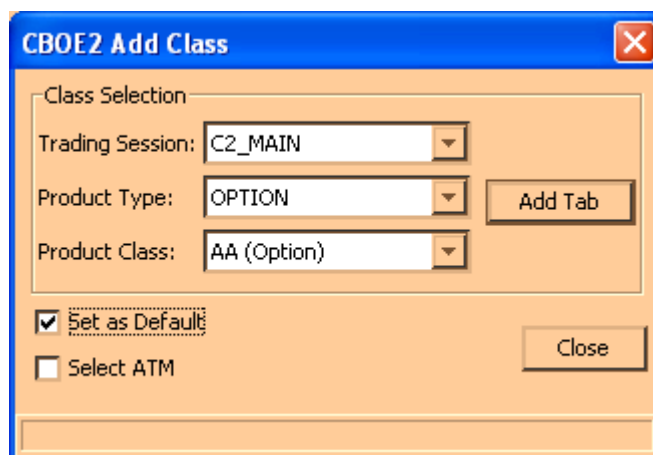 CBOE2 Add Class
Class Selection
Trading Session: C2_MAIN
Product Type: OPTION
Add Tab
Product Class: AA (Option)
Set as Default
Close
Select ATM